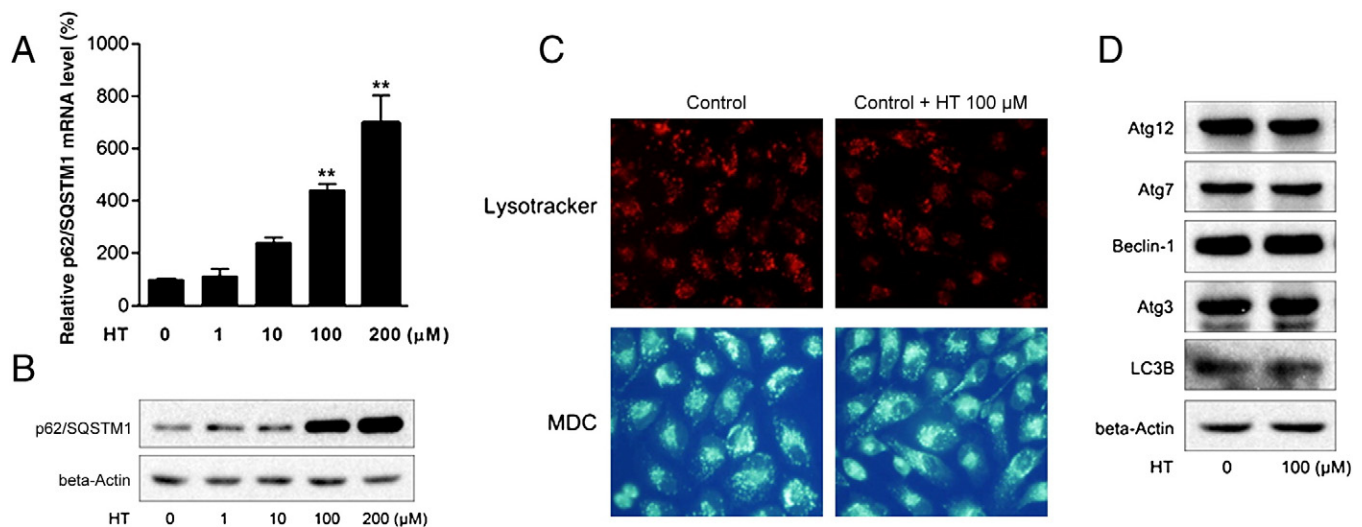 A
Relative p62/SQSTM1 mRNA level (%)
1000
800
600
400
200
0
**
**
HT 0 1 10 100 200 (μM)
B
p62/SQSTM1
beta-Actin
HT 0 1 10 100 200 (μM)
C
Control Control + HT 100 μM
Lysotracker
MDC
D
Atg12
Atg7
Beclin-1
Atg3
LC3B
beta-Actin
HT 0 100 (μM)